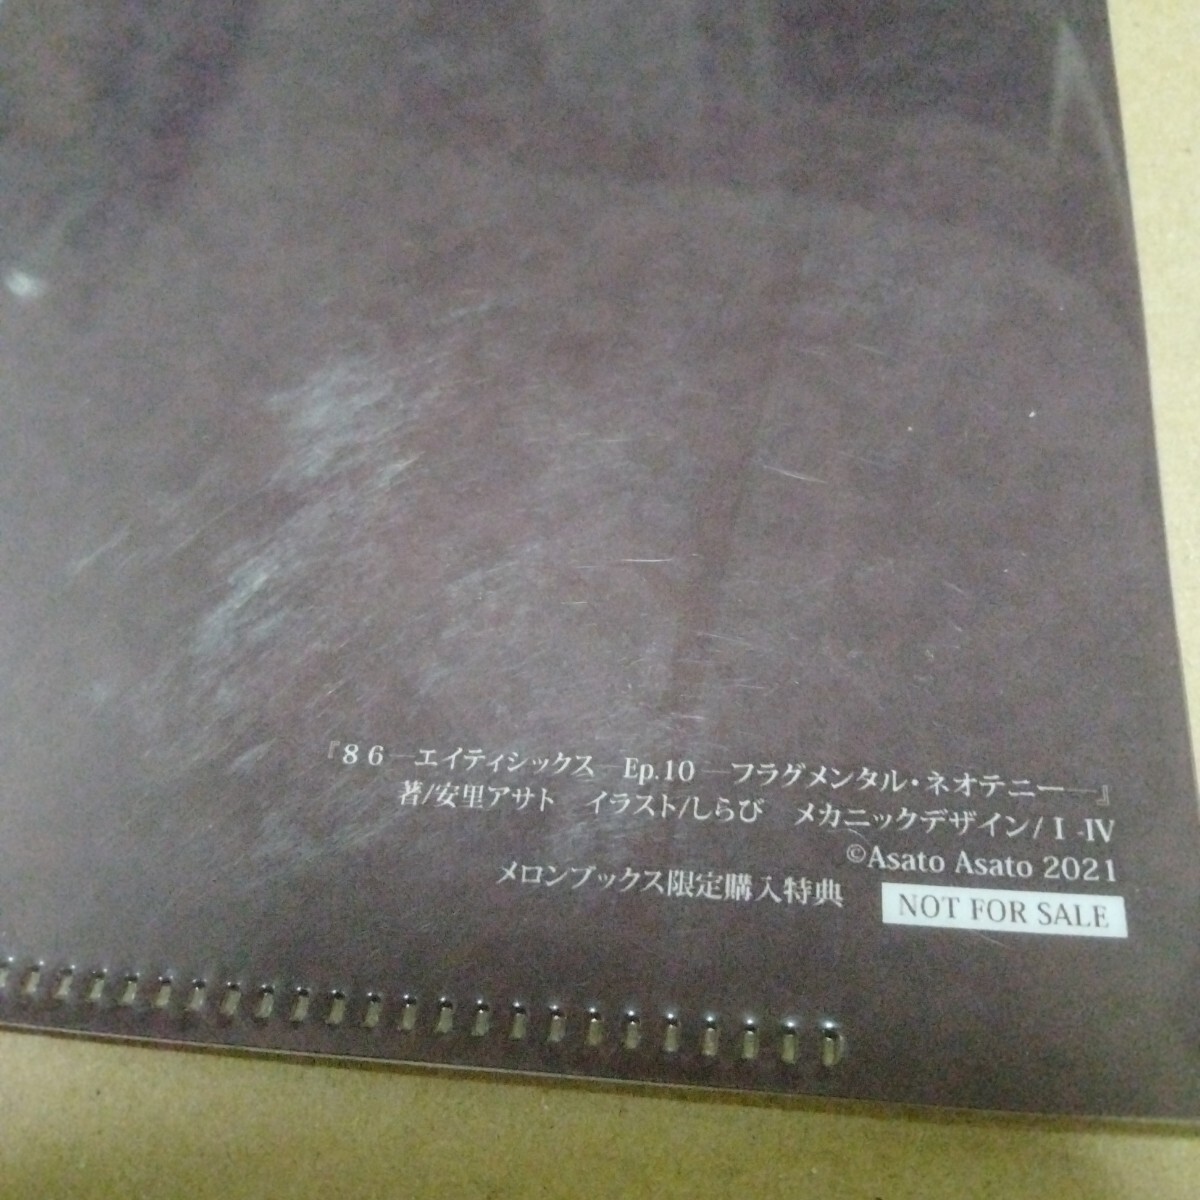 『８６―エイティシックス―Ep.10 ―フラグメンタル・ネオテニー―』
著/安里アサト　イラスト/しらび　メカニックデザイン/Ⅰ-Ⅳ
©Asato Asato 2021
メロンブックス限定購入特典　NOT FOR SALE